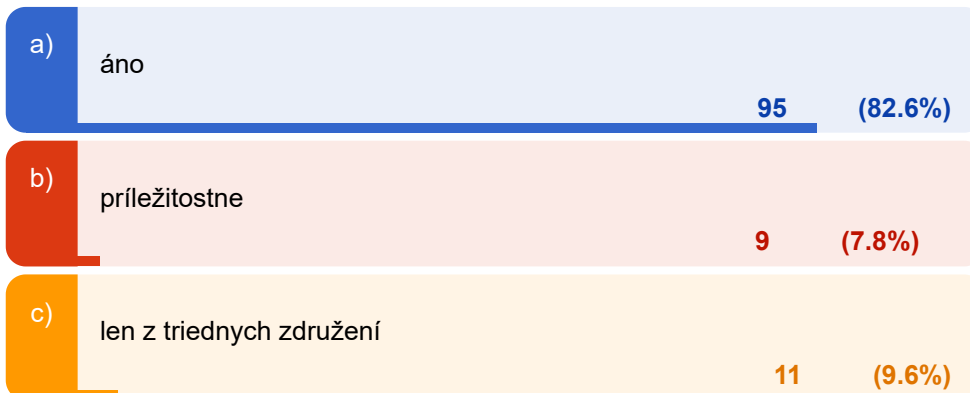 a) áno
95 (82.6%)
b) príležitostne
9 (7.8%)
c) len z triednych združení
11 (9.6%)